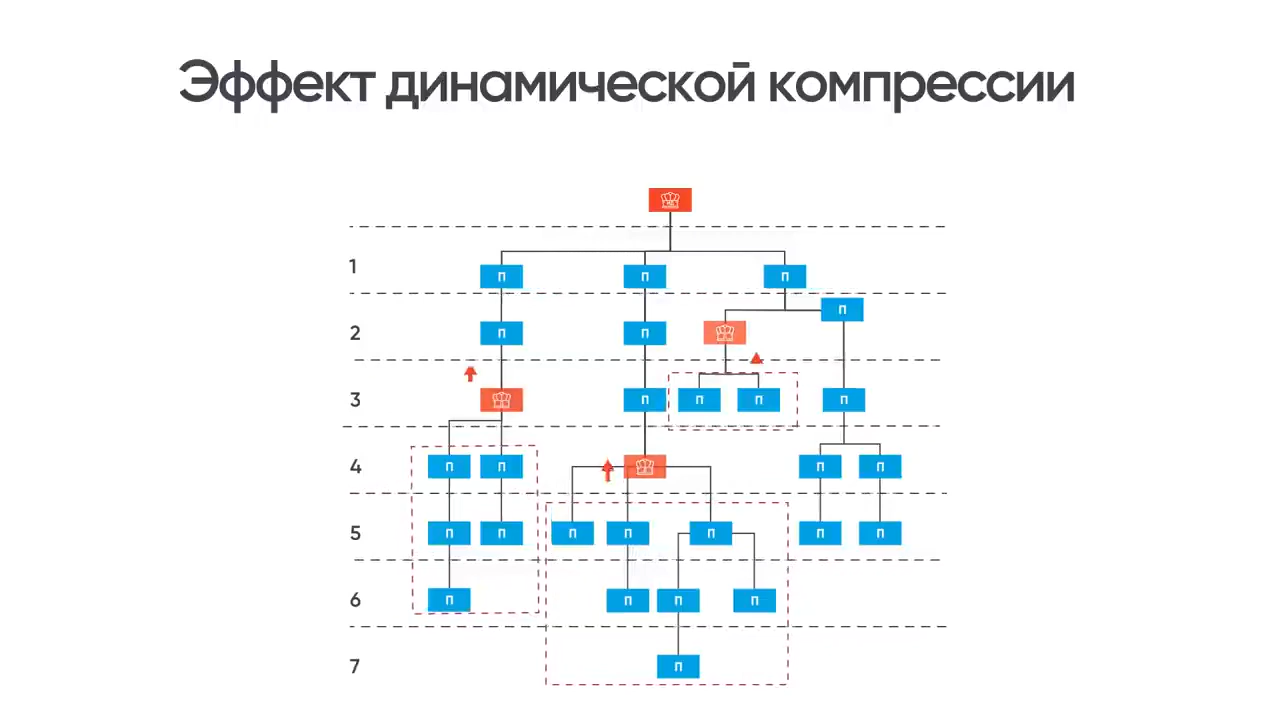 Эффект динамической компрессии
1 П П П
2 П П П
3 П П П П
4 П П П П
5 П П П П П П П
6 П П П П
7 П